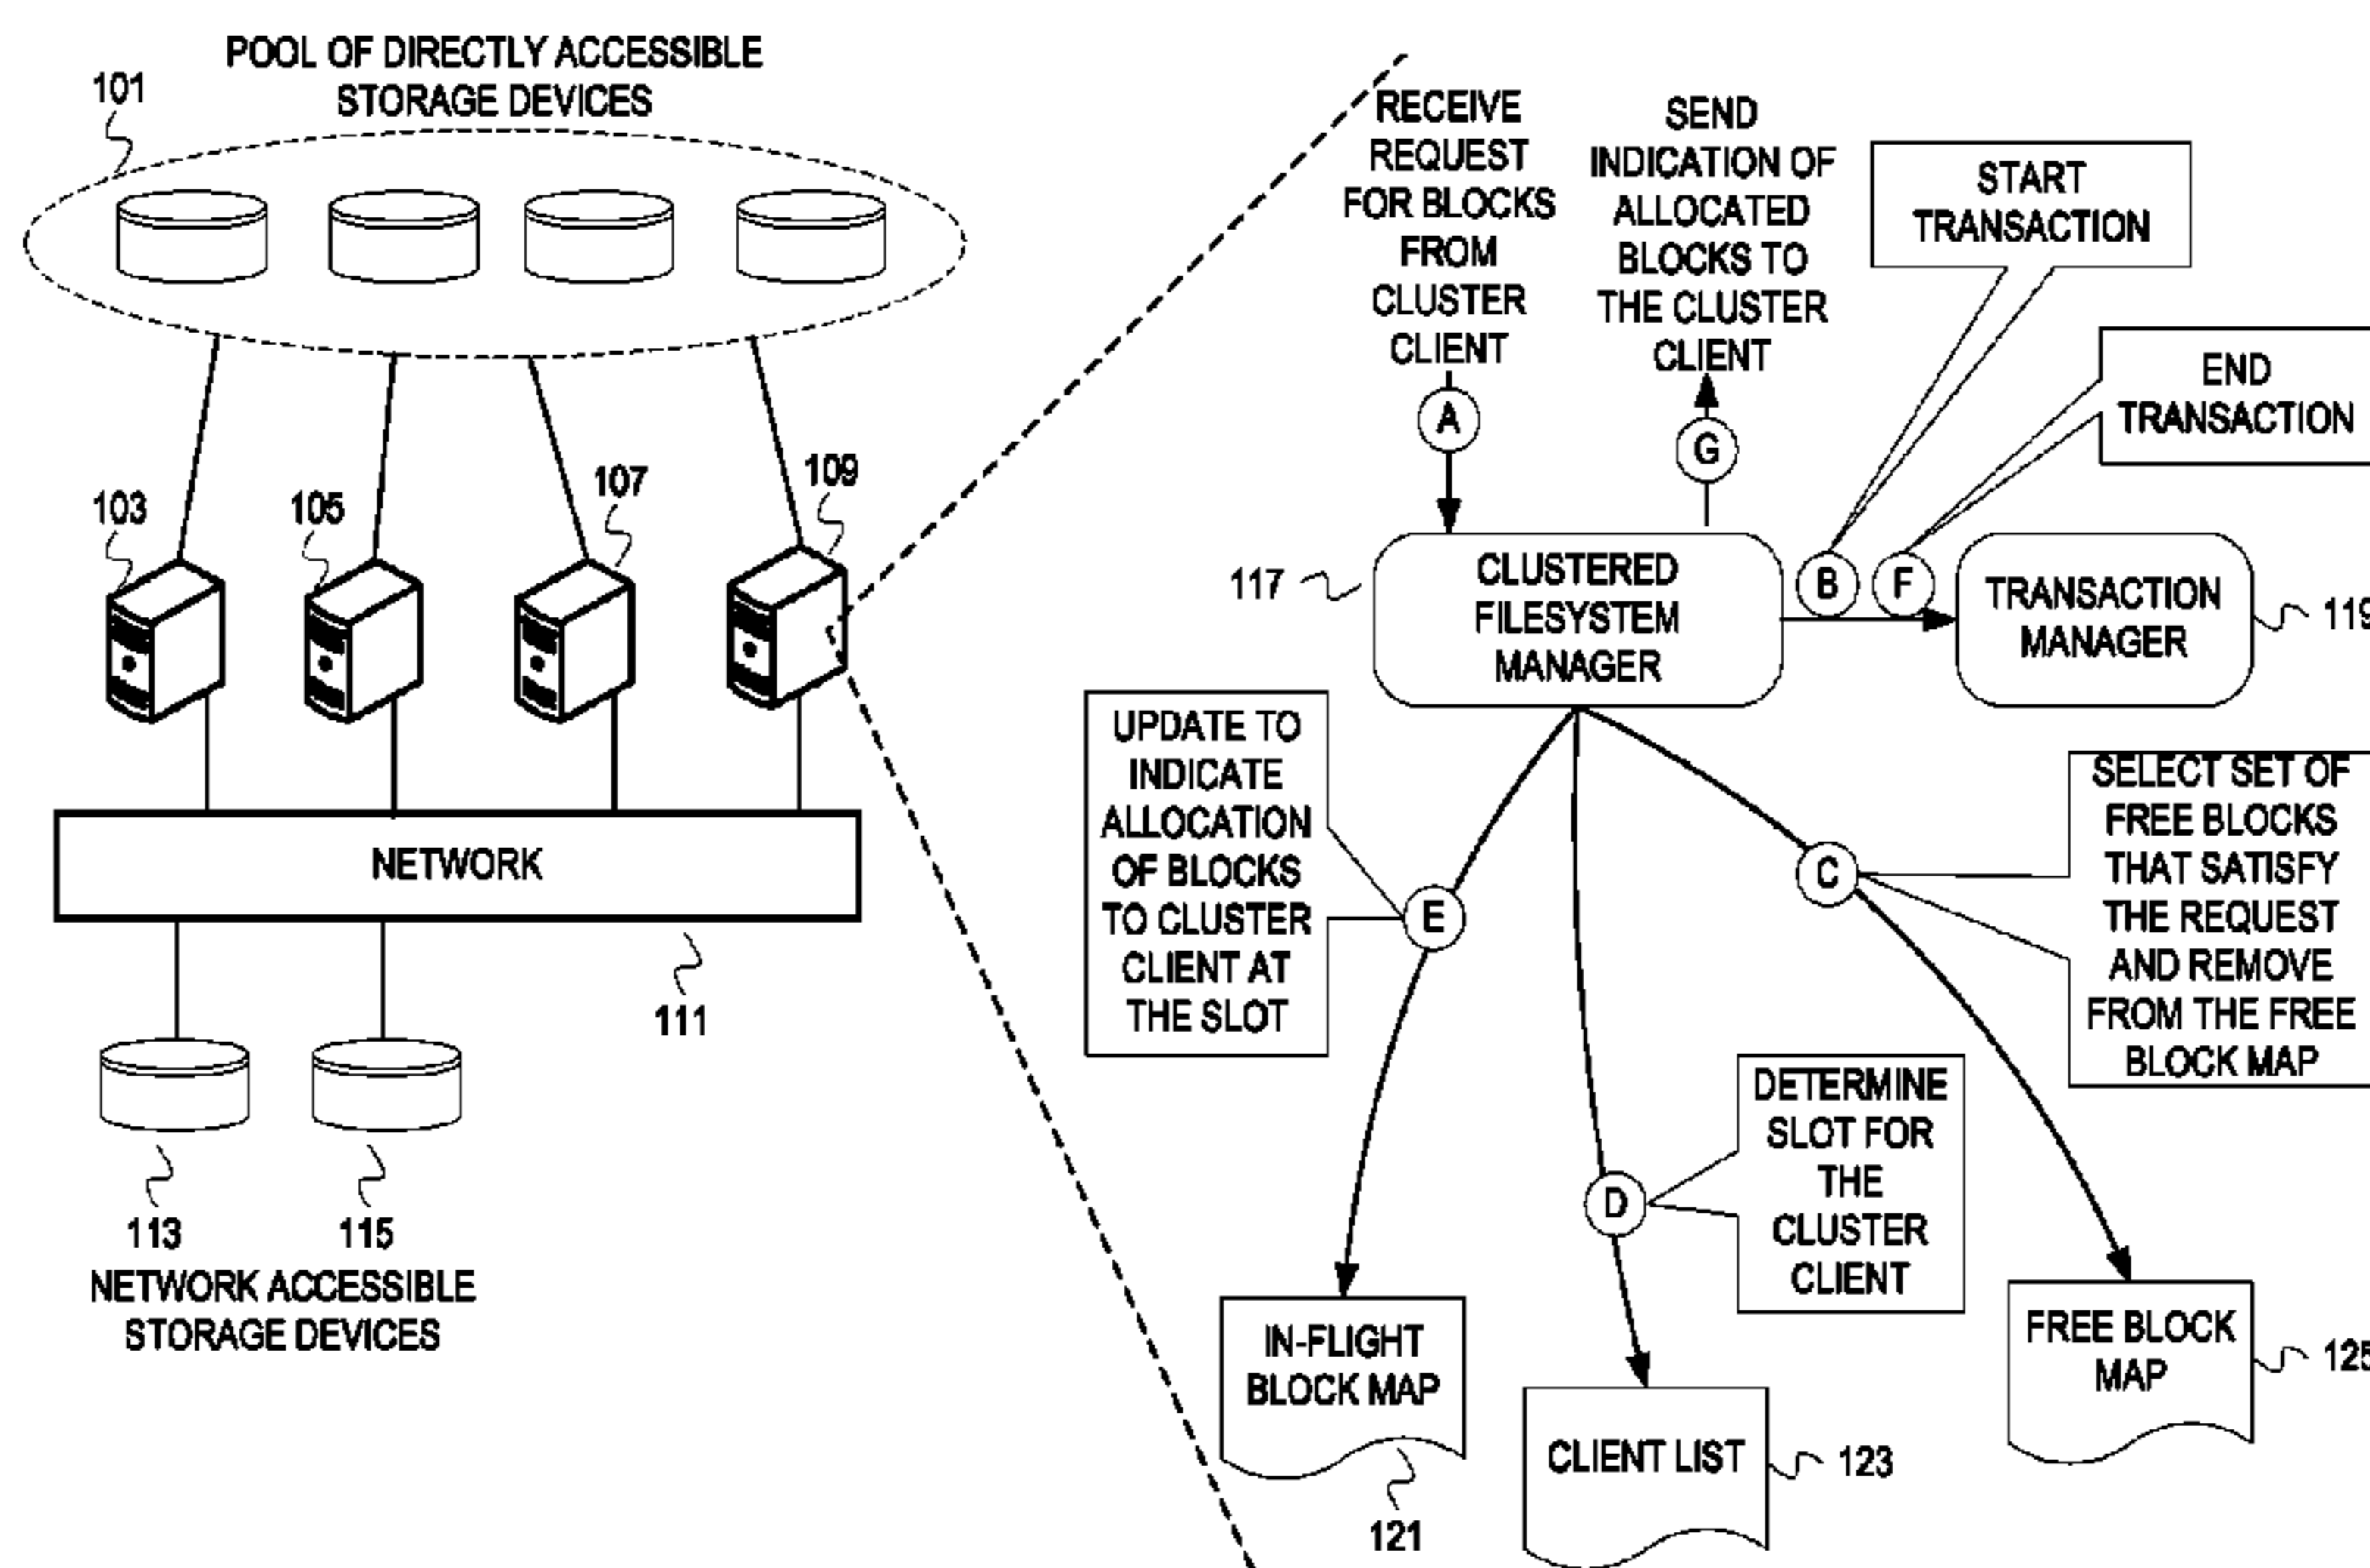 POOL OF DIRECTLY ACCESSIBLE
STORAGE DEVICES
101
103
105
107
109
NETWORK
111
113
115
NETWORK ACCESSIBLE
STORAGE DEVICES
RECEIVE
REQUEST
FOR BLOCKS
FROM
CLUSTER
CLIENT
A
SEND
INDICATION OF
ALLOCATED
BLOCKS TO
THE CLUSTER
CLIENT
G
START
TRANSACTION
END
TRANSACTION
117
CLUSTERED
FILESYSTEM
MANAGER
B
F
TRANSACTION
MANAGER
119
UPDATE TO
INDICATE
ALLOCATION
OF BLOCKS
TO CLUSTER
CLIENT AT
THE SLOT
E
C
SELECT SET OF
FREE BLOCKS
THAT SATISFY
THE REQUEST
AND REMOVE
FROM THE FREE
BLOCK MAP
D
DETERMINE
SLOT FOR
THE
CLUSTER
CLIENT
IN-FLIGHT
BLOCK MAP
121
CLIENT LIST
123
FREE BLOCK
MAP
125